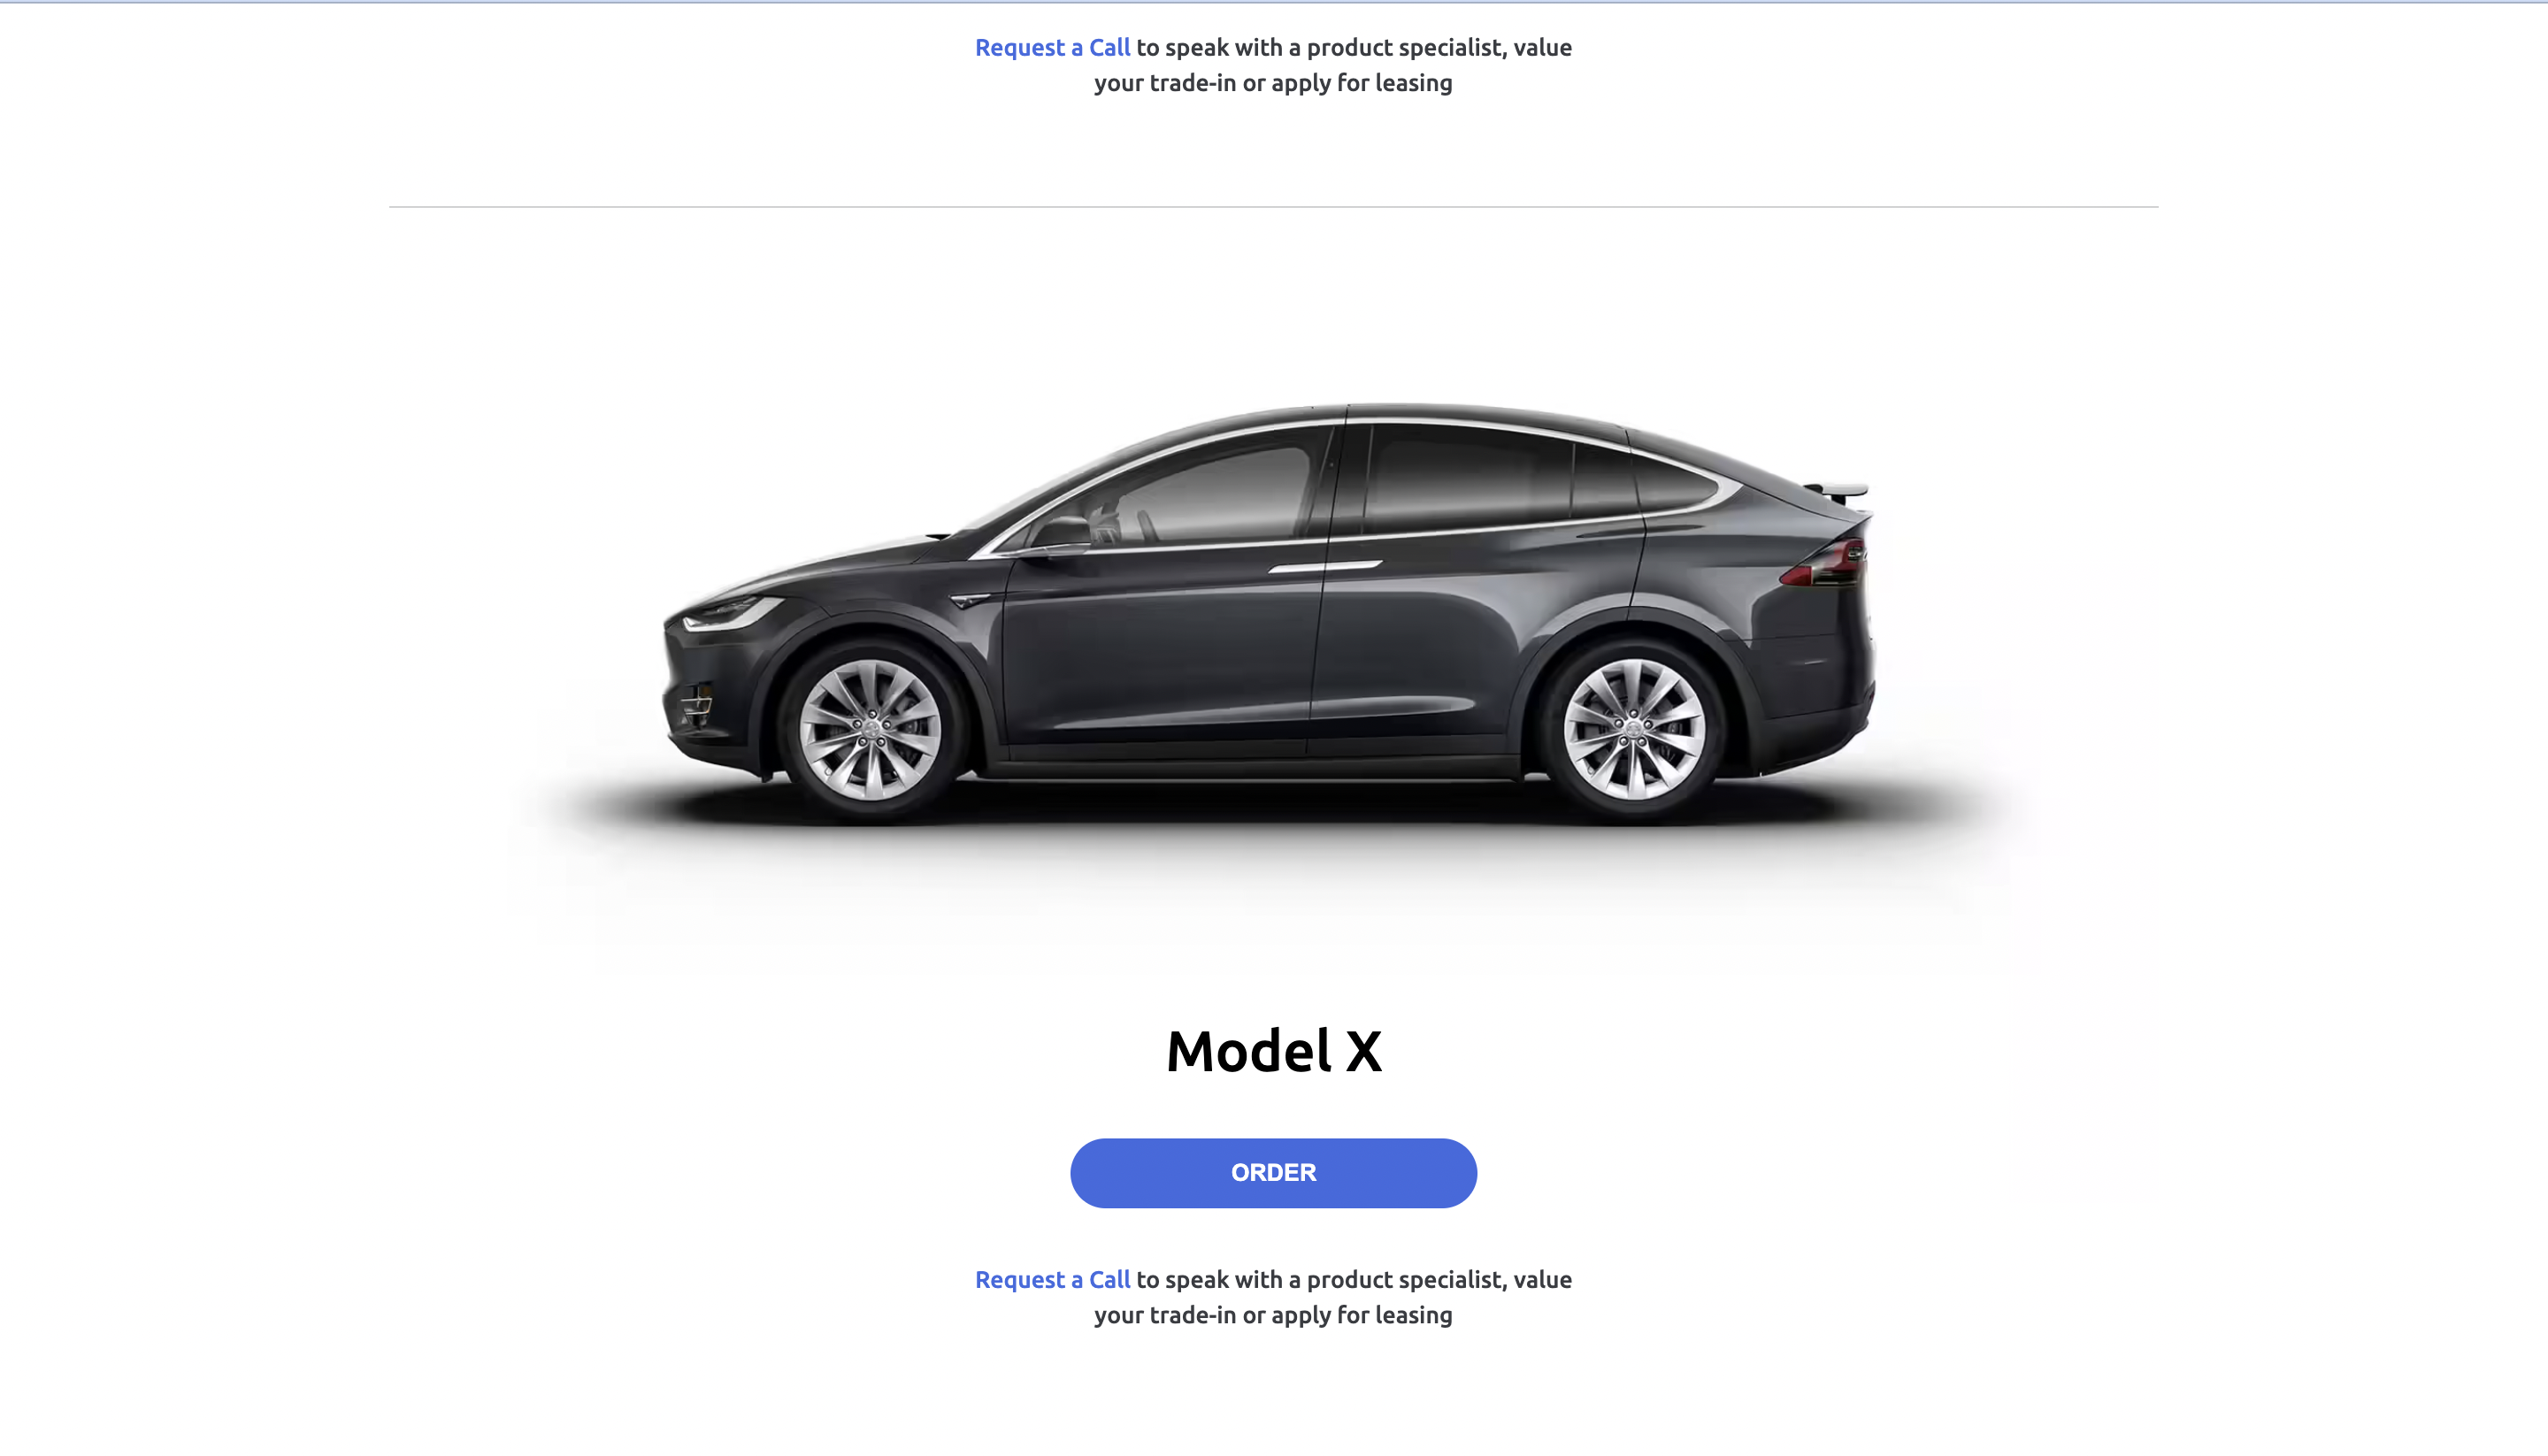 Request a Call to speak with a product specialist, value
your trade-in or apply for leasing
Model X
ORDER
Request a Call to speak with a product specialist, value
your trade-in or apply for leasing